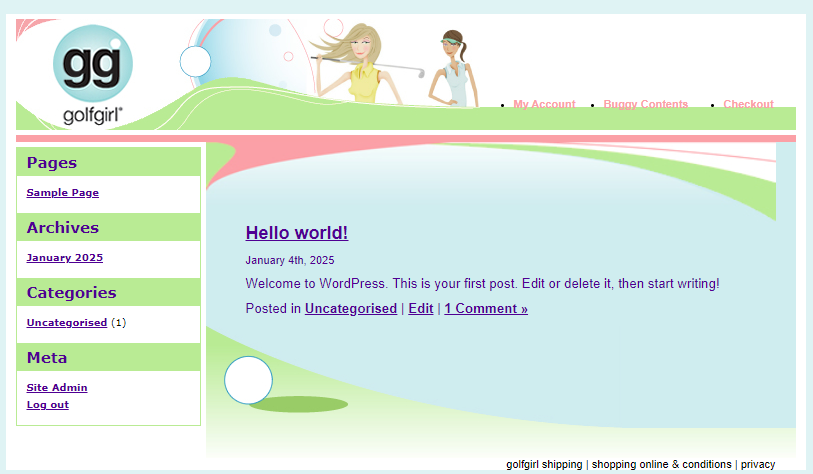 gg
golfgirl®
My Account
Buggy Contents
Checkout
Pages
Sample Page
Archives
January 2025
Categories
Uncategorised (1)
Meta
Site Admin
Log out
Hello world!
January 4th, 2025
Welcome to WordPress. This is your first post. Edit or delete it, then start writing!
Posted in Uncategorised | Edit | 1 Comment »
golfgirl shipping | shopping online & conditions | privacy